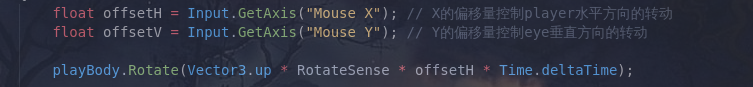 float offsetH = Input.GetAxis("Mouse X"); // X的偏移量控制player水平方向的转动
float offsetV = Input.GetAxis("Mouse Y"); // Y的偏移量控制eye垂直方向的转动
playBody.Rotate(Vector3.up * RotateSense * offsetH * Time.deltaTime);